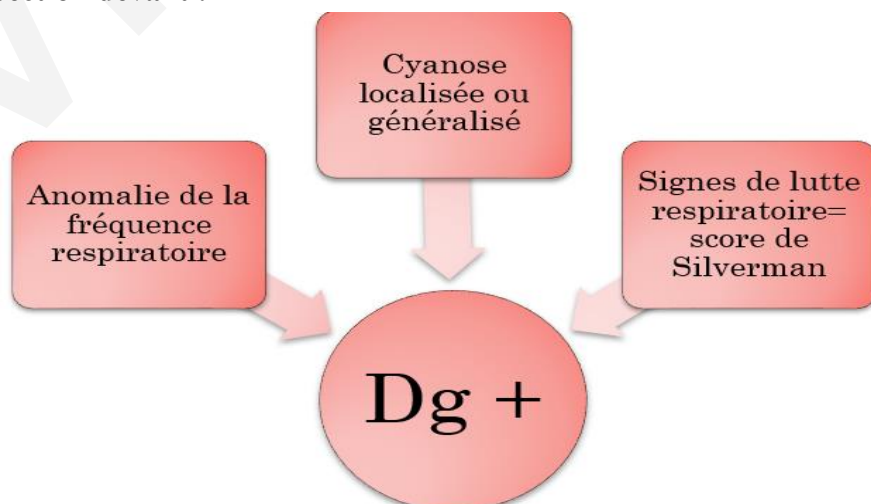 Cyanose
localisée ou
généralisé
Anomalie de la
fréquence
respiratoire
Signes de lutte
respiratoire=
score de
Silverman
Dg +